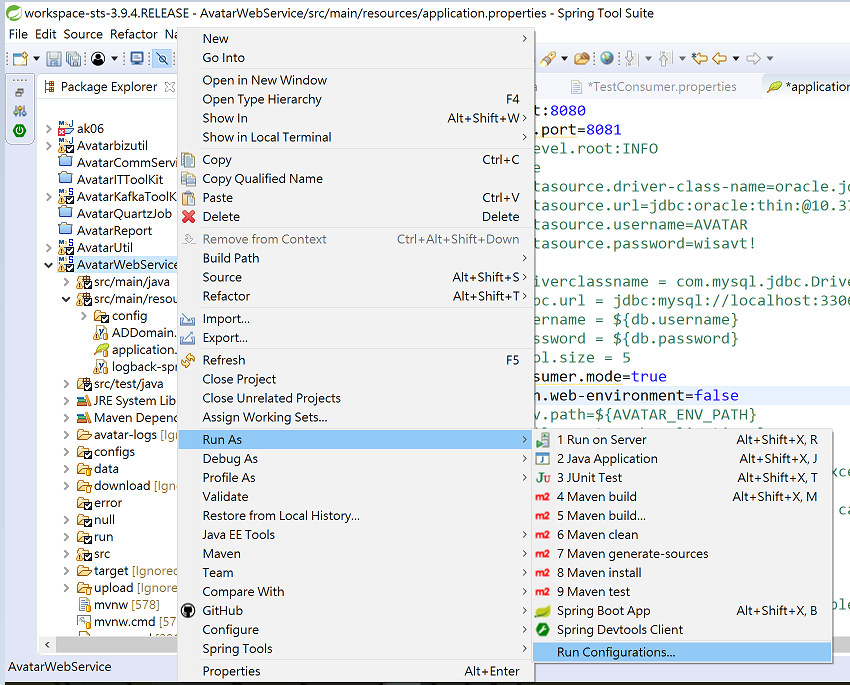 workspace-sts-3.9.4.RELEASE - AvatarWebService/src/main/resources/application.properties - Spring Tool Suite
File Edit Source Refactor Na
Package Explorer
*TestConsumer.properties
*application
ak06
Avatarbizutil
AvatarCommServi
AvatarITToolKit
AvatarKafkaToolK
AvatarQuartzJob
AvatarReport
AvatarUtil
AvatarWebService
src/main/java
src/main/resou
config
ADDomain.
application.
logback-spr
src/test/java
JRE System Lib
Maven Depend
avatar-logs [Ign
configs
data
download [Ign
error
null
run
src
target [Ignored
upload [Ignore
mvnw [578]
mvnw.cmd [57
AvatarWebService
New
Go Into
Open in New Window
Open Type Hierarchy F4
Show In Alt+Shift+W
Show in Local Terminal
Copy Ctrl+C
Copy Qualified Name
Paste Ctrl+V
Delete Delete
Remove from Context Ctrl+Alt+Shift+Down
Build Path
Source Alt+Shift+S
Refactor Alt+Shift+T
Import...
Export...
Refresh F5
Close Project
Close Unrelated Projects
Assign Working Sets...
Run As
Debug As
Profile As
Validate
Restore from Local History...
Java EE Tools
Maven
Team
Compare With
GitHub
Configure
Spring Tools
Properties Alt+Enter
t:8080
.port=8081
evel.root:INFO
e
tasource.driver-class-name=oracle.jd
tasource.url=jdbc:oracle:thin:@10.37
tasource.username=AVATAR
tasource.password=wisavt!
iverclassname = com.mysql.jdbc.Drive
bc.url = jdbc:mysql://localhost:3306
ername = ${db.username}
ssword = ${db.password}
ol.size = 5
sumer.mode=true
n.web-environment=false
v.path=${AVATAR_ENV_PATH}
1 Run on Server Alt+Shift+X, R
2 Java Application Alt+Shift+X, J
3 JUnit Test Alt+Shift+X, T
4 Maven build Alt+Shift+X, M
5 Maven build...
6 Maven clean
7 Maven generate-sources
8 Maven install
9 Maven test
Spring Boot App Alt+Shift+X, B
Spring Devtools Client
Run Configurations...